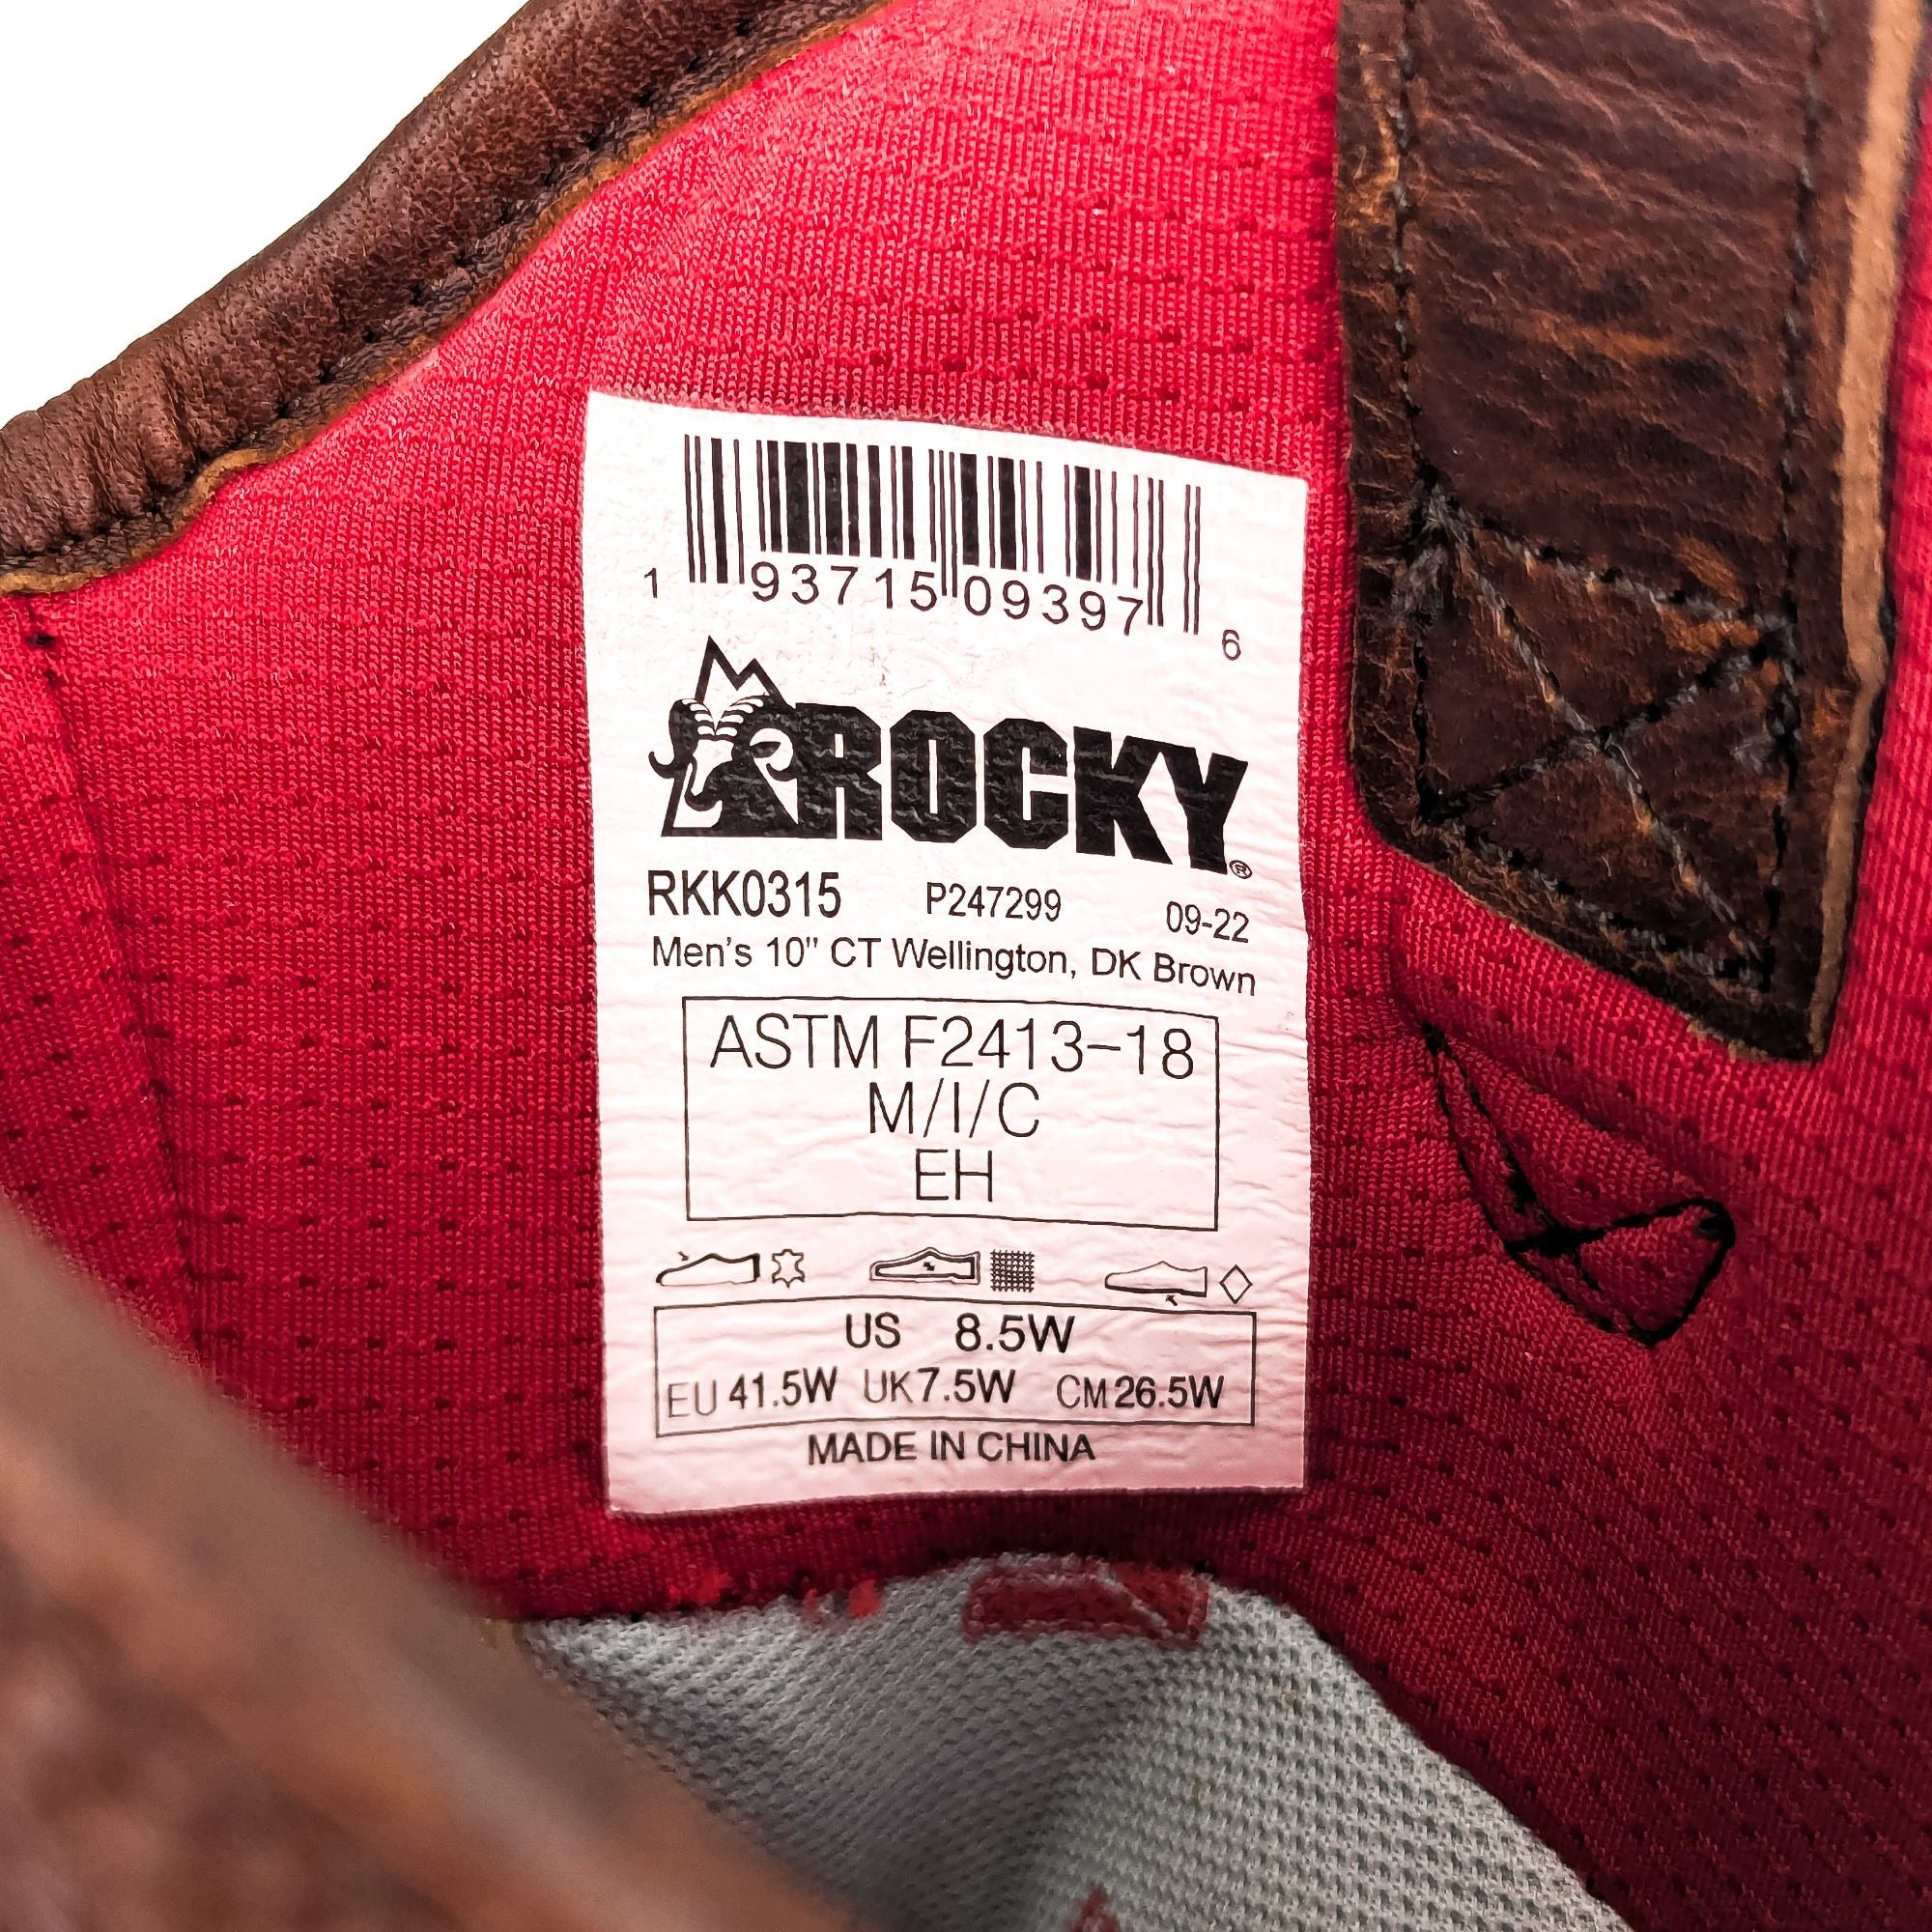 1 93715 09397 6
ROCKY®
RKK0315 P247299 09-22
Men's 10" CT Wellington, DK Brown
ASTM F2413-18
M/I/C
EH
US 8.5W
EU 41.5W UK 7.5W CM 26.5W
MADE IN CHINA